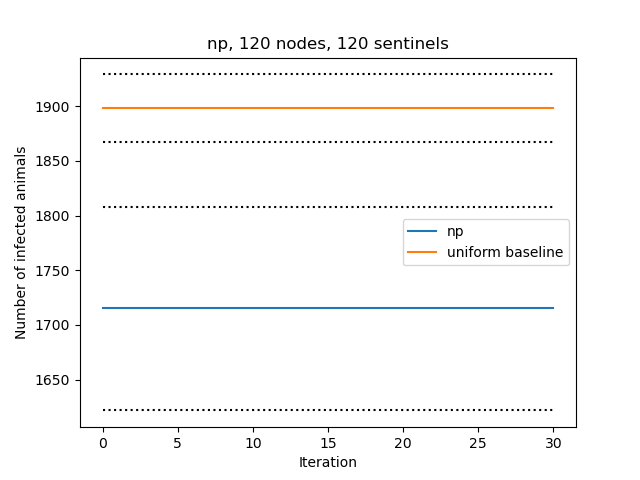 np, 120 nodes, 120 sentinels
Number of infected animals
1900
1850
1800
1750
1700
1650
np
uniform baseline
0 5 10 15 20 25 30
Iteration